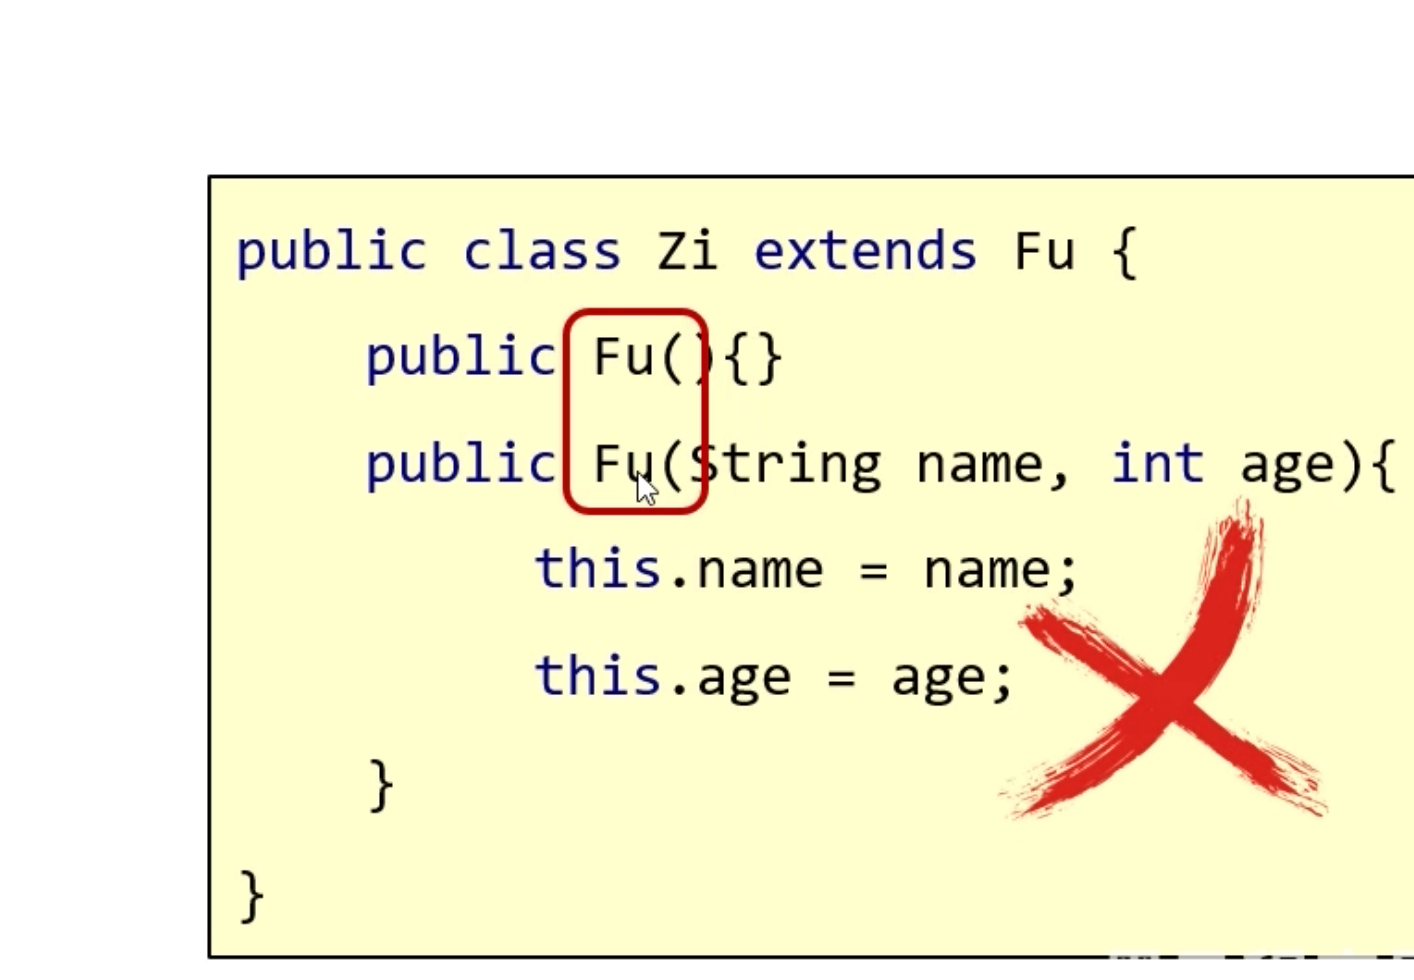 public class Zi extends Fu {
public Fu(){}
public Fu(String name, int age){
this.name = name;
this.age = age;
}
}